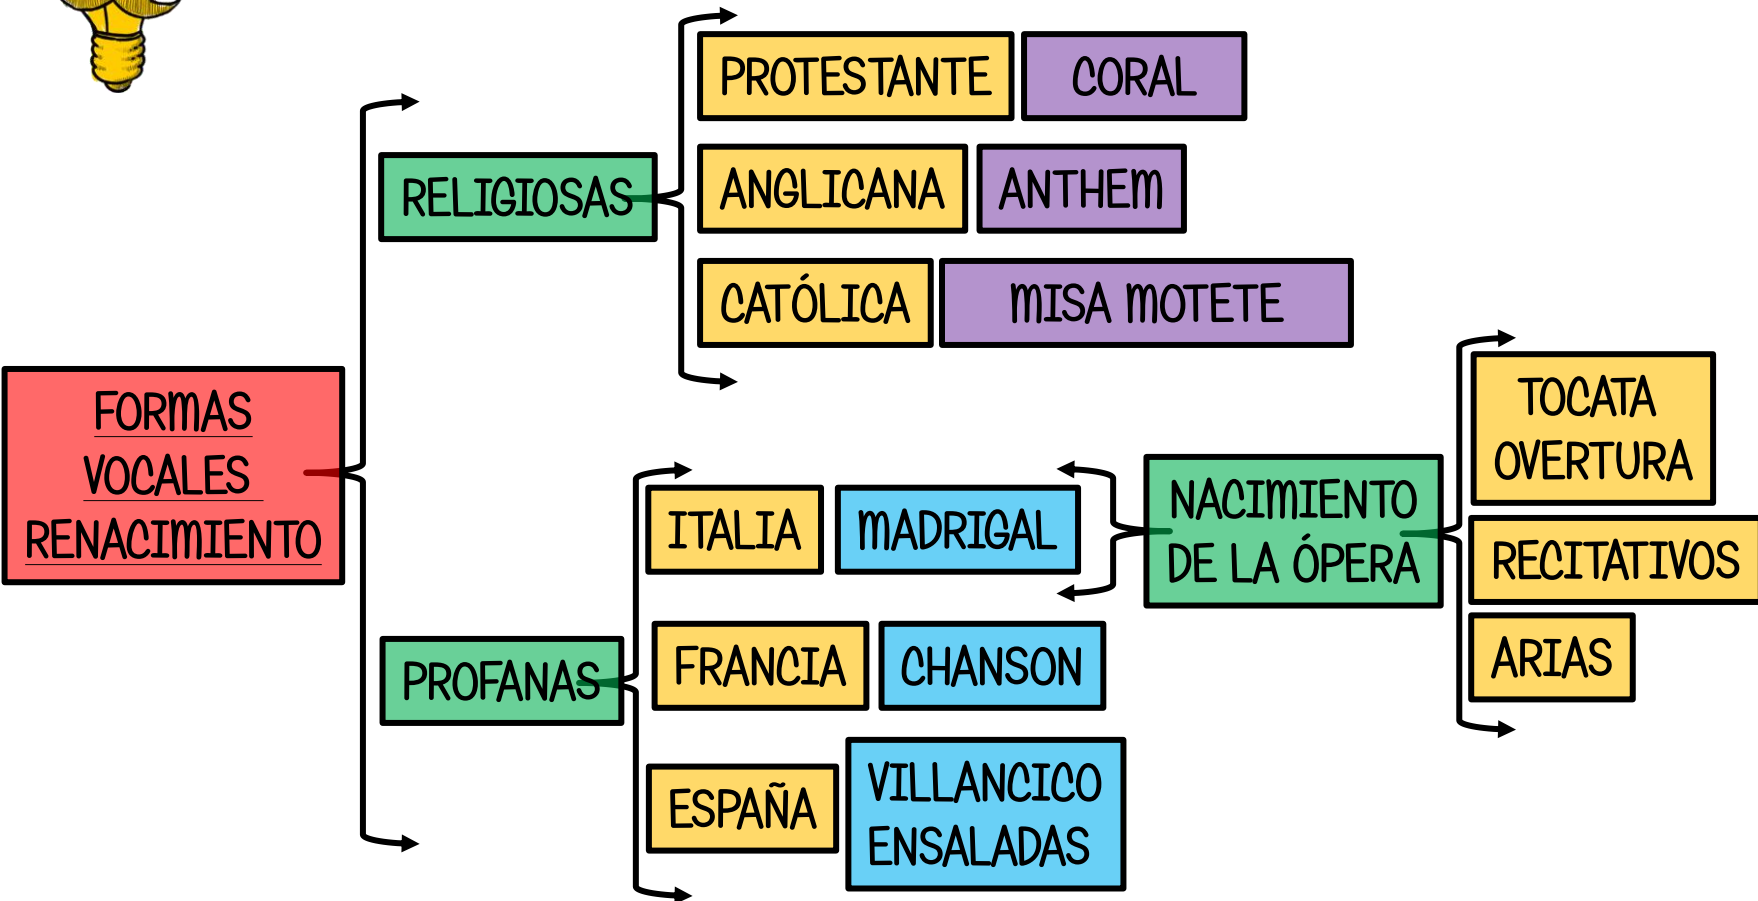 PROTESTANTE
CORAL
RELIGIOSAS
ANGLICANA
ANTHEM
CATÓLICA
MISA MOTETE
FORMAS
VOCALES
RENACIMIENTO
PROFANAS
ITALIA
MADRIGAL
NACIMIENTO
DE LA ÓPERA
TOCATA
OVERTURA
RECITATIVOS
ARIAS
FRANCIA
CHANSON
ESPAÑA
VILLANCICO
ENSALADAS